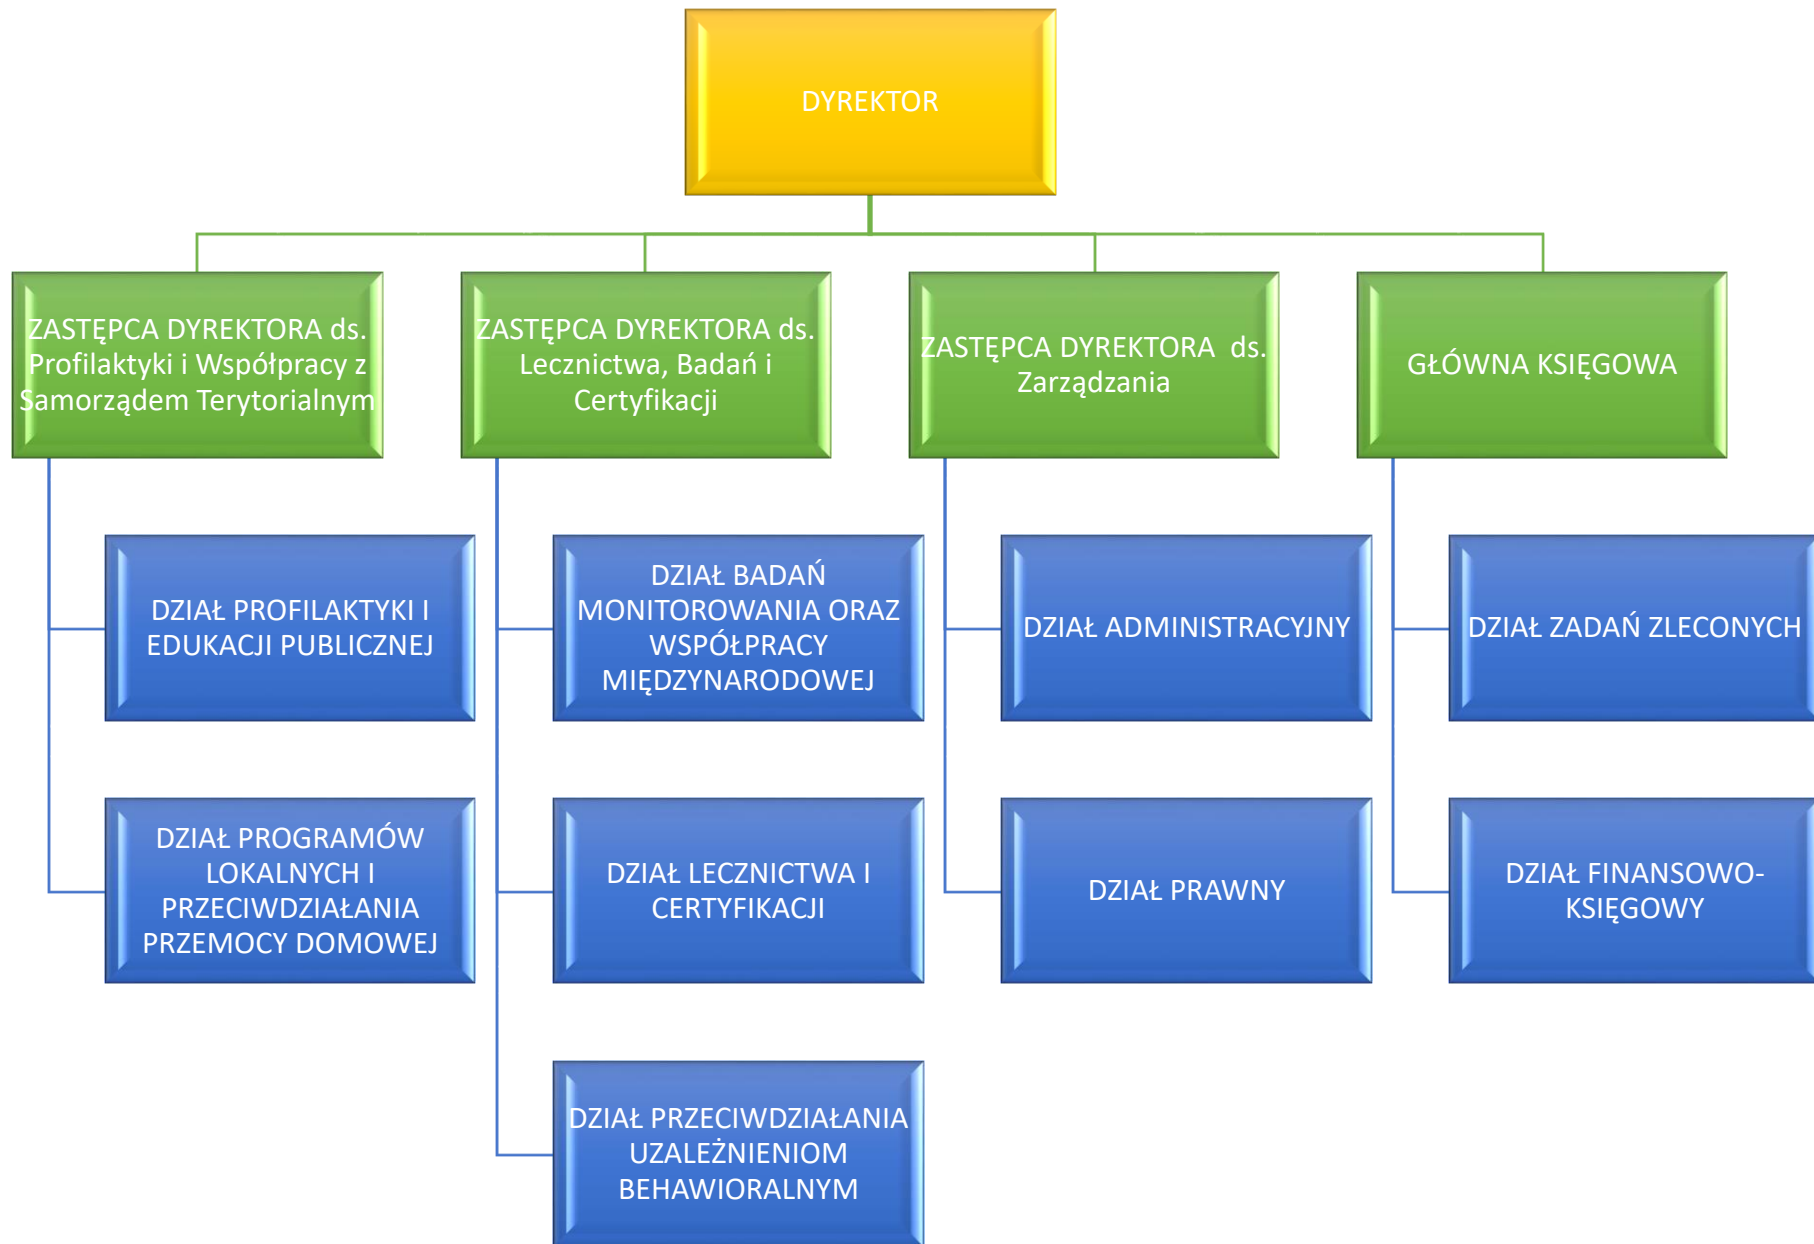 DYREKTOR
ZASTĘPCA DYREKTORA ds.
Profilaktyki i Współpracy z
Samorządem Terytorialnym
ZASTĘPCA DYREKTORA ds.
Lecznictwa, Badań i
Certyfikacji
ZASTĘPCA DYREKTORA  ds.
Zarządzania
GŁÓWNA KSIĘGOWA
DZIAŁ PROFILAKTYKI I
EDUKACJI PUBLICZNEJ
DZIAŁ BADAŃ
MONITOROWANIA ORAZ
WSPÓŁPRACY
MIĘDZYNARODOWEJ
DZIAŁ ADMINISTRACYJNY
DZIAŁ ZADAŃ ZLECONYCH
DZIAŁ PROGRAMÓW
LOKALNYCH I
PRZECIWDZIAŁANIA
PRZEMOCY DOMOWEJ
DZIAŁ LECZNICTWA I
CERTYFIKACJI
DZIAŁ PRAWNY
DZIAŁ FINANSOWO-
KSIĘGOWY
DZIAŁ PRZECIWDZIAŁANIA
UZALEŻNIENIOM
BEHAWIORALNYM